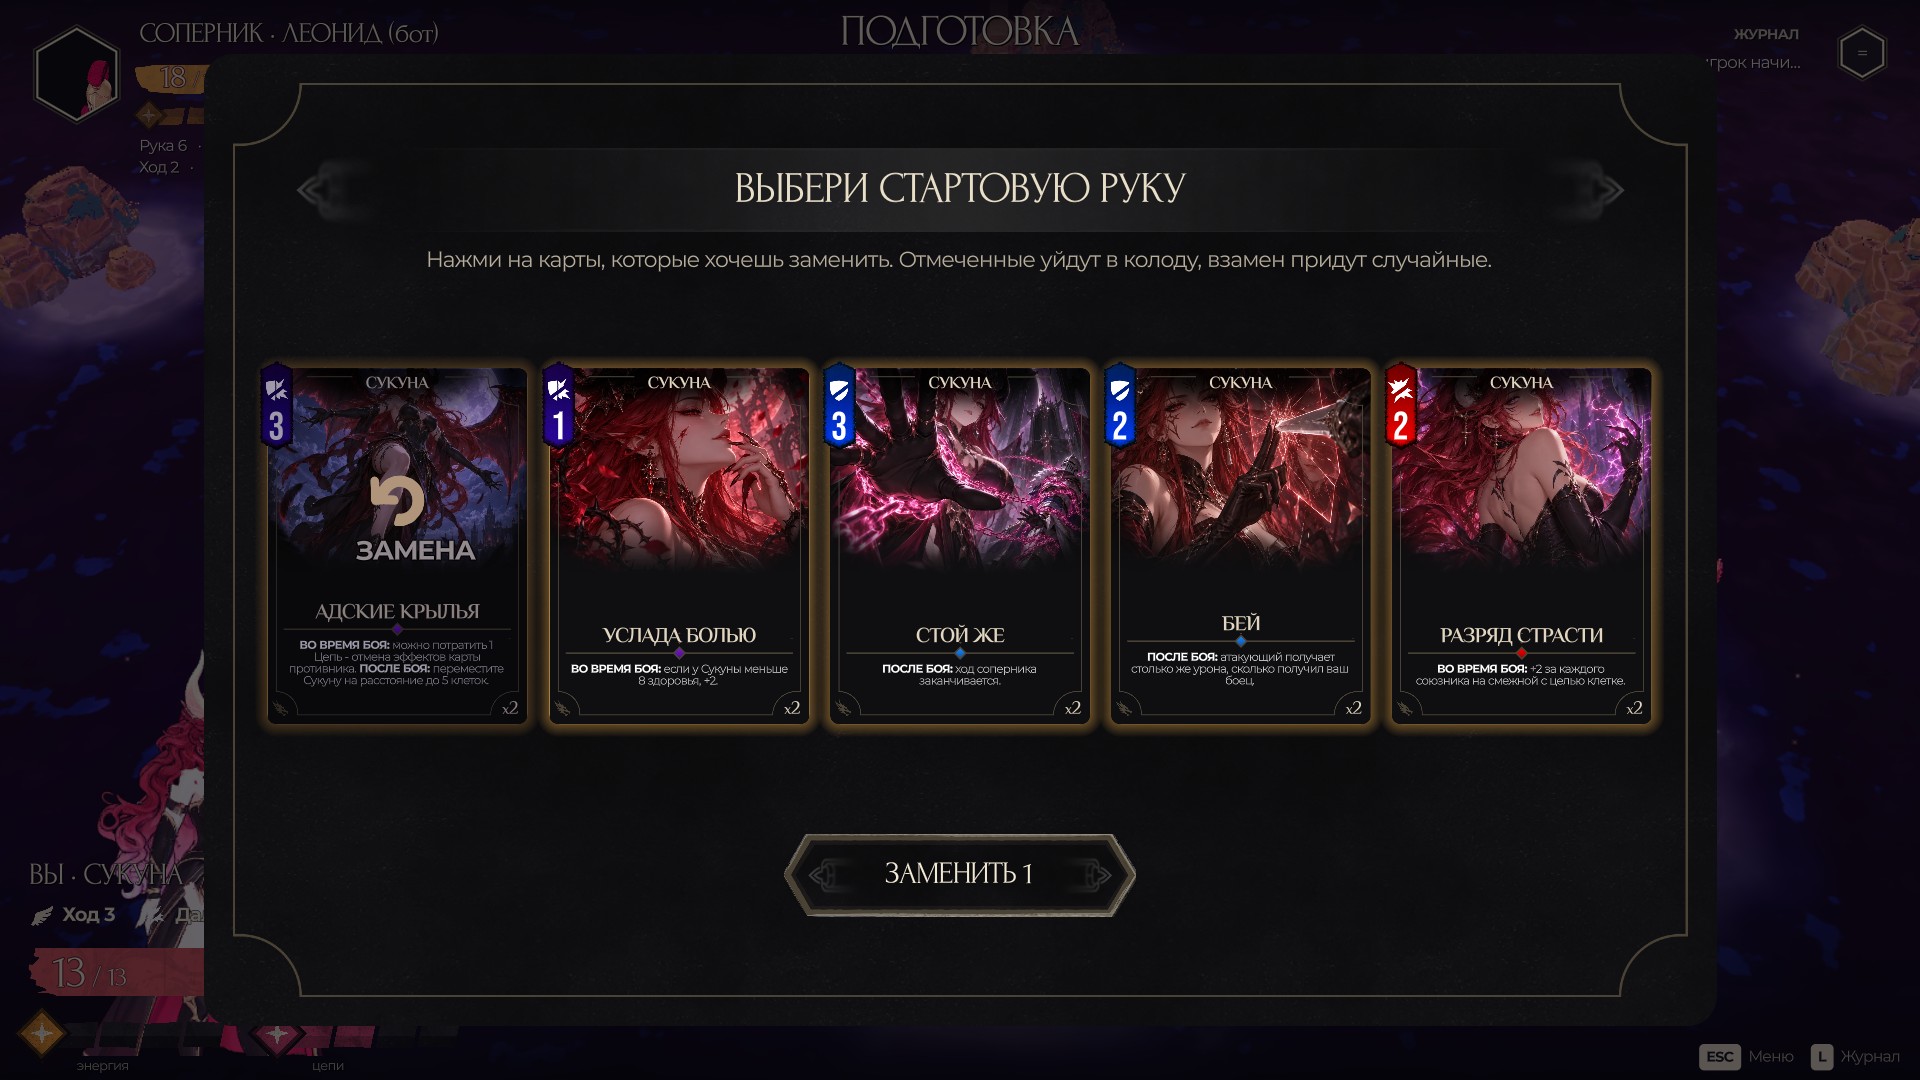 СОПЕРНИК · ЛЕОНИД (бот)
ПОДГОТОВКА
ЖУРНАЛ
грок начи...
18 /
Рука 6 ·
Ход 2 ·
ВЫБЕРИ СТАРТОВУЮ РУКУ
Нажми на карты, которые хочешь заменить. Отмеченные уйдут в колоду, взамен придут случайные.
СУКУНА
3
ЗАМЕНА
АДСКИЕ КРЫЛЬЯ
ВО ВРЕМЯ БОЯ: можно потратить 1
Цепь - отмена эффектов карты
противника. ПОСЛЕ БОЯ: переместите
Сукуну на расстояние до 5 клеток.
x2
СУКУНА
1
УСЛАДА БОЛЬЮ
ВО ВРЕМЯ БОЯ: если у Сукуны меньше
8 здоровья, +2.
x2
СУКУНА
3
СТОЙ ЖЕ
ПОСЛЕ БОЯ: ход соперника
заканчивается.
x2
СУКУНА
2
БЕЙ
ПОСЛЕ БОЯ: атакующий получает
столько же урона, сколько получил ваш
боец.
x2
СУКУНА
2
РАЗРЯД СТРАСТИ
ВО ВРЕМЯ БОЯ: +2 за каждого
союзника на смежной с целью клетке.
x2
ЗАМЕНИТЬ 1
ВЫ · СУКУНА
Ход 3
13 / 13
энергия
цепи
ESC Меню
L Журнал